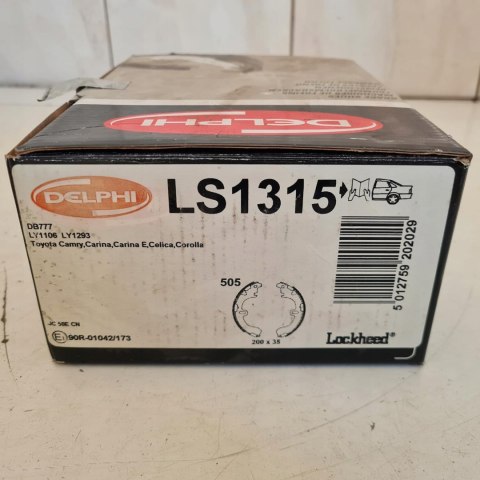 DELPHI
DELPHI
LS1315
DB777
LY1106 LY1293
Toyota Camry,Carina,Carina E,Celica,Corolla
505
200 x 35
5 012759 202029
JC 50E CN
E1 90R-01042/173
Lockheed®